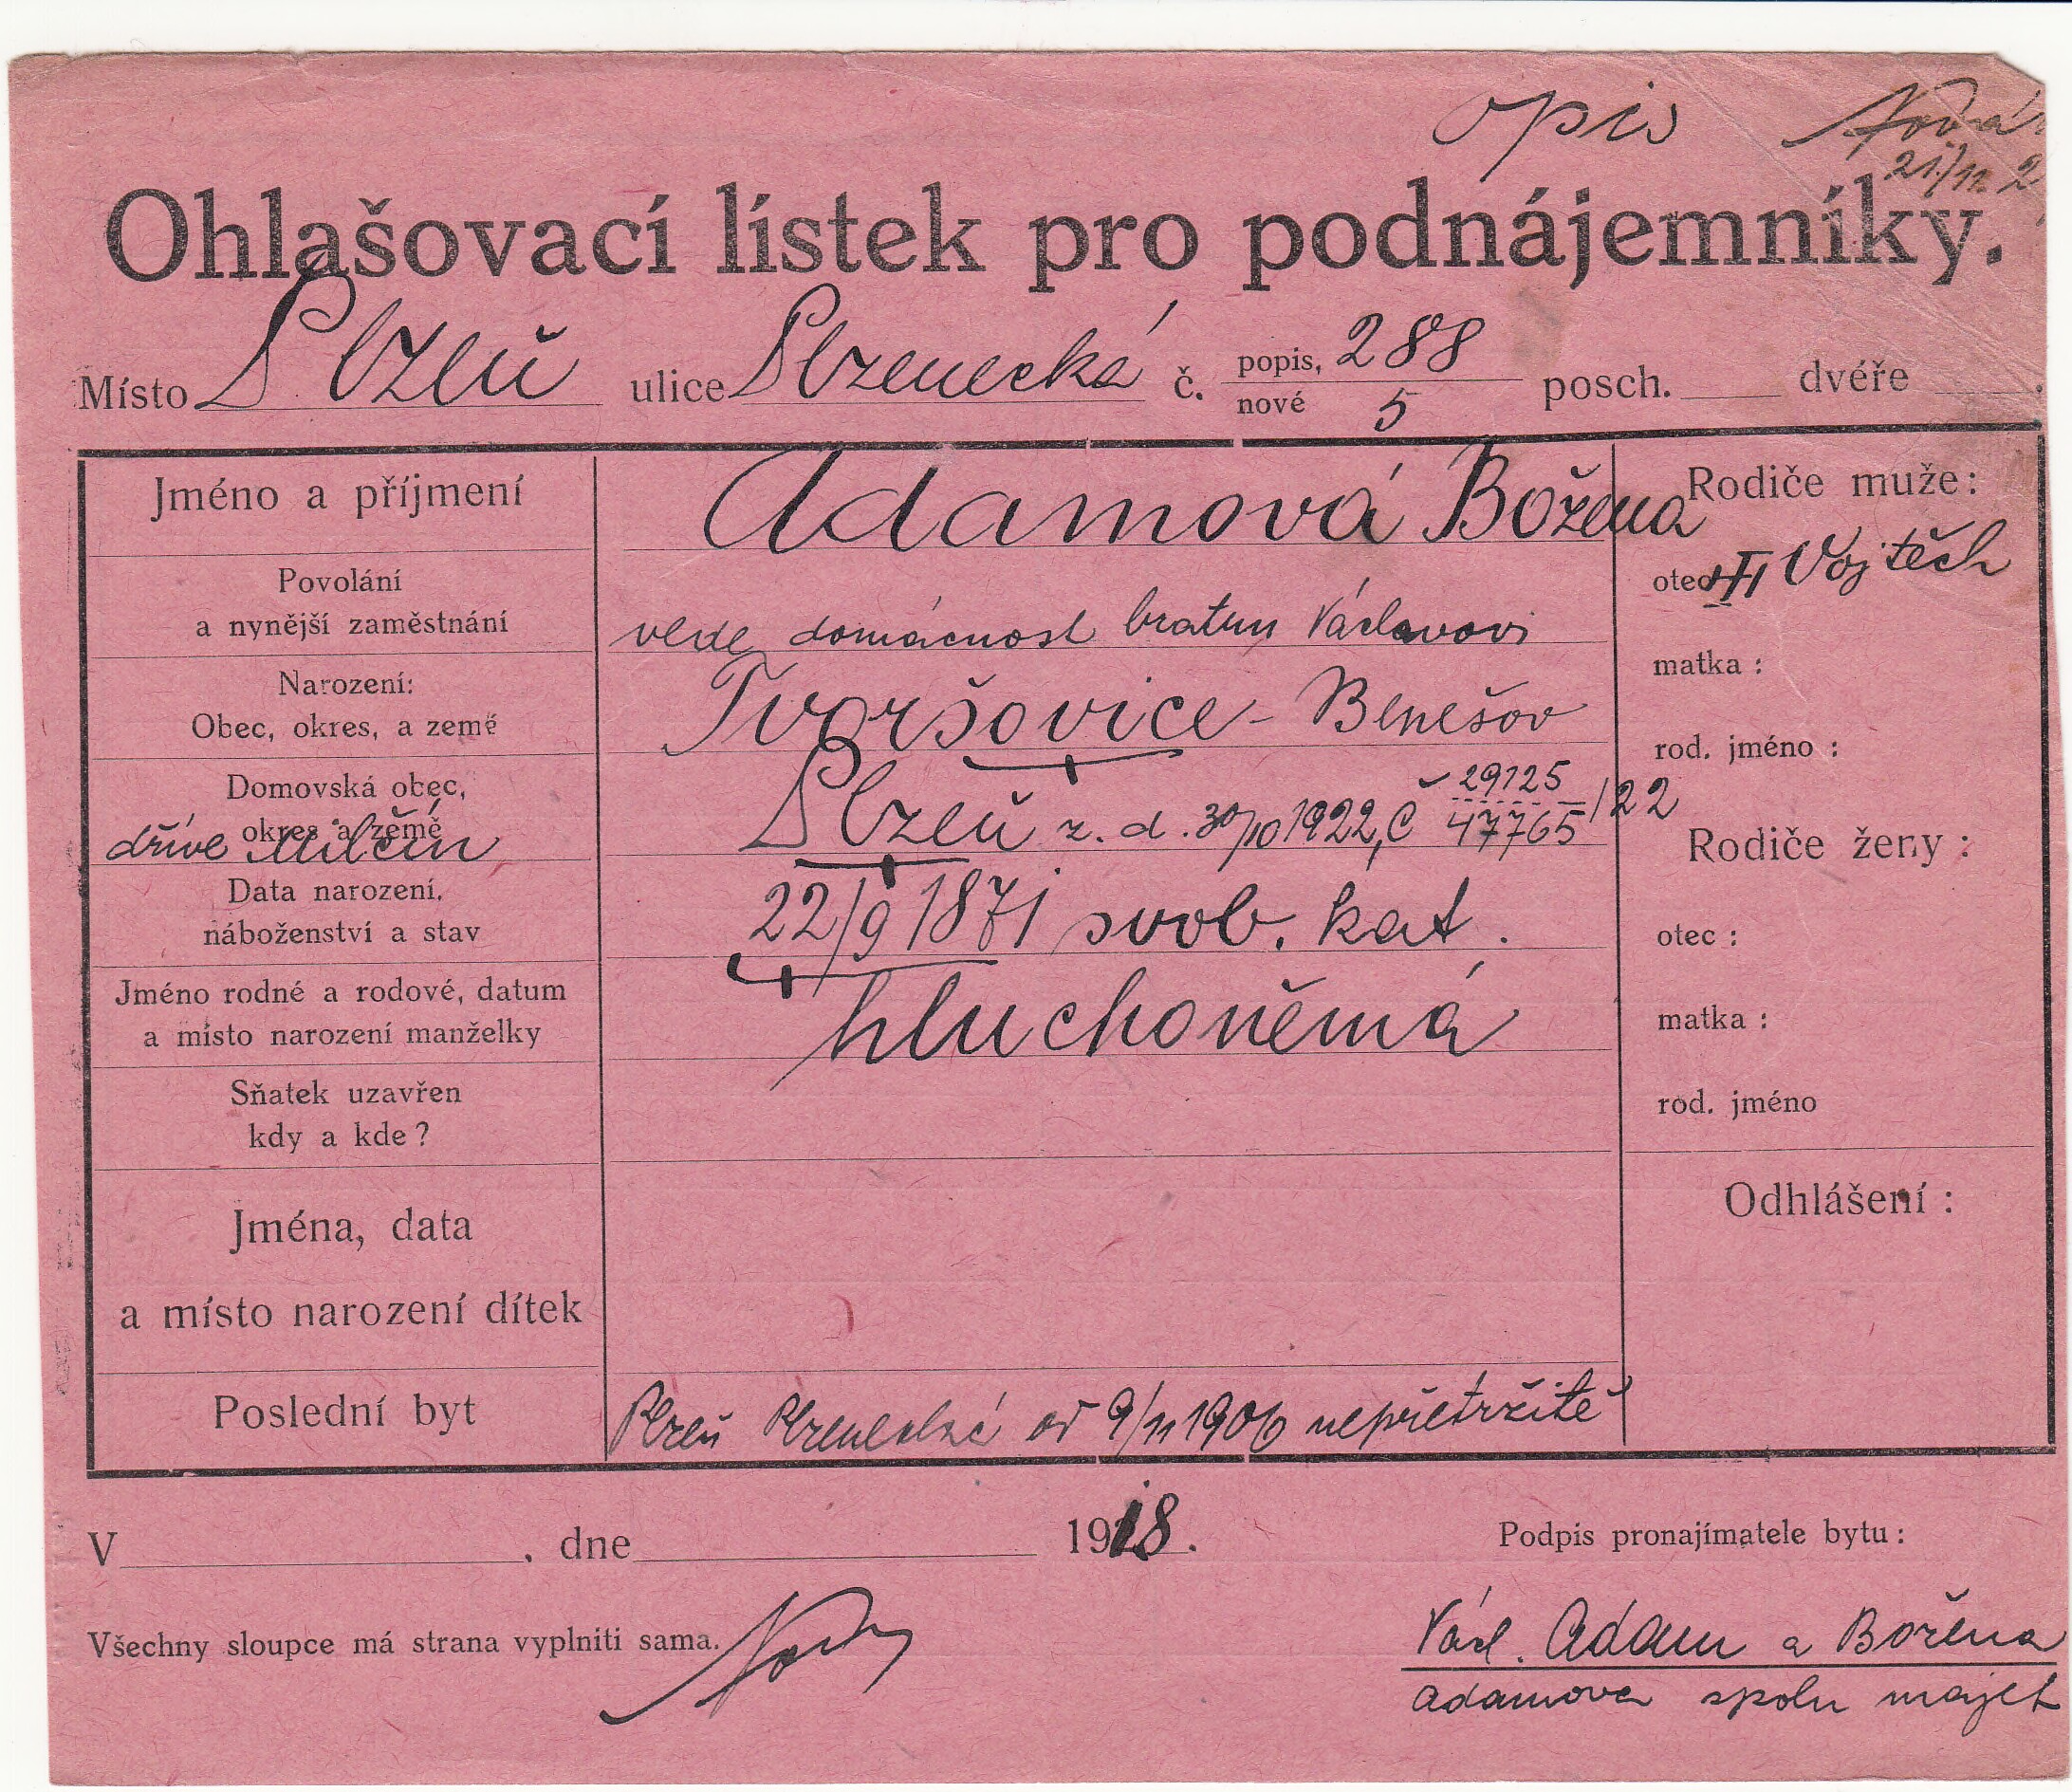 opis
21./11. 2
Ohlašovací lístek pro podnájemníky.
Místo Plzeň ulice Plzenecká č. popis. 288 nové 5 posch. dvéře .
Jméno a příjmení Adamová Božena
Rodiče muže:
Povolání
a nynější zaměstnání vede domácnost bratru Václavovi
otec Vojtěch
matka :
Narození:
Obec, okres, a země Tvoršovice - Benešov
rod. jméno :
Domovská obec,
okres a země Plzeň z. d. 30/10 1922, č 29125
47765 /22
dříve Milčín
Rodiče ženy :
Data narození,
náboženství a stav 22/9 1871 svob. kat.
otec :
Jméno rodné a rodové, datum
a místo narození manželky hluchoněmá
matka :
Sňatek uzavřen
kdy a kde ?
rod. jméno
Jména, data
a místo narození dítek
Odhlášení :
Poslední byt Plzeň Plzenecká od 9/11 1906 nepřetržitě
V , dne 1918.
Podpis pronajímatele bytu :
Všechny sloupce má strana vyplniti sama.
Václ. Adam a Božena
Adamova spolu majet